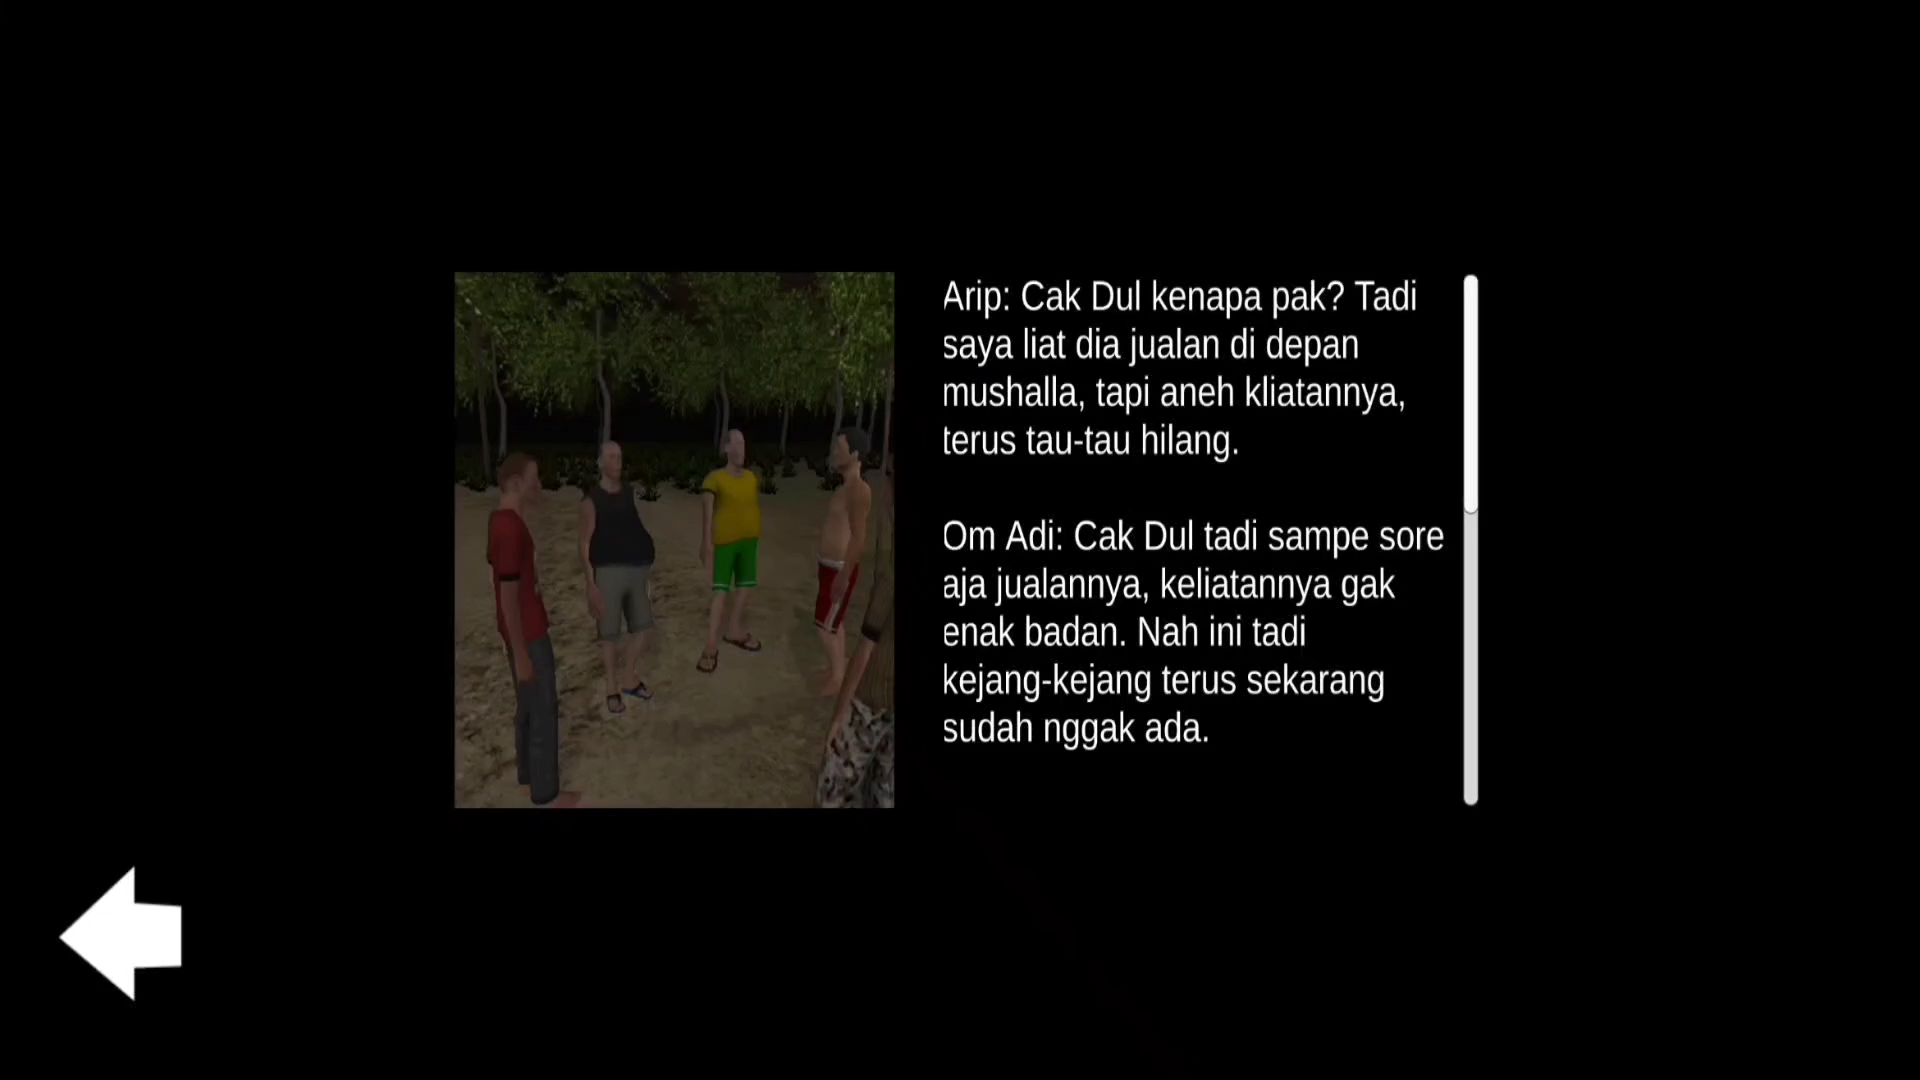 Arip: Cak Dul kenapa pak? Tadi
saya liat dia jualan di depan
mushalla, tapi aneh kliatannya,
terus tau-tau hilang.
Om Adi: Cak Dul tadi sampe sore
aja jualannya, keliatannya gak
enak badan. Nah ini tadi
kejang-kejang terus sekarang
sudah nggak ada.